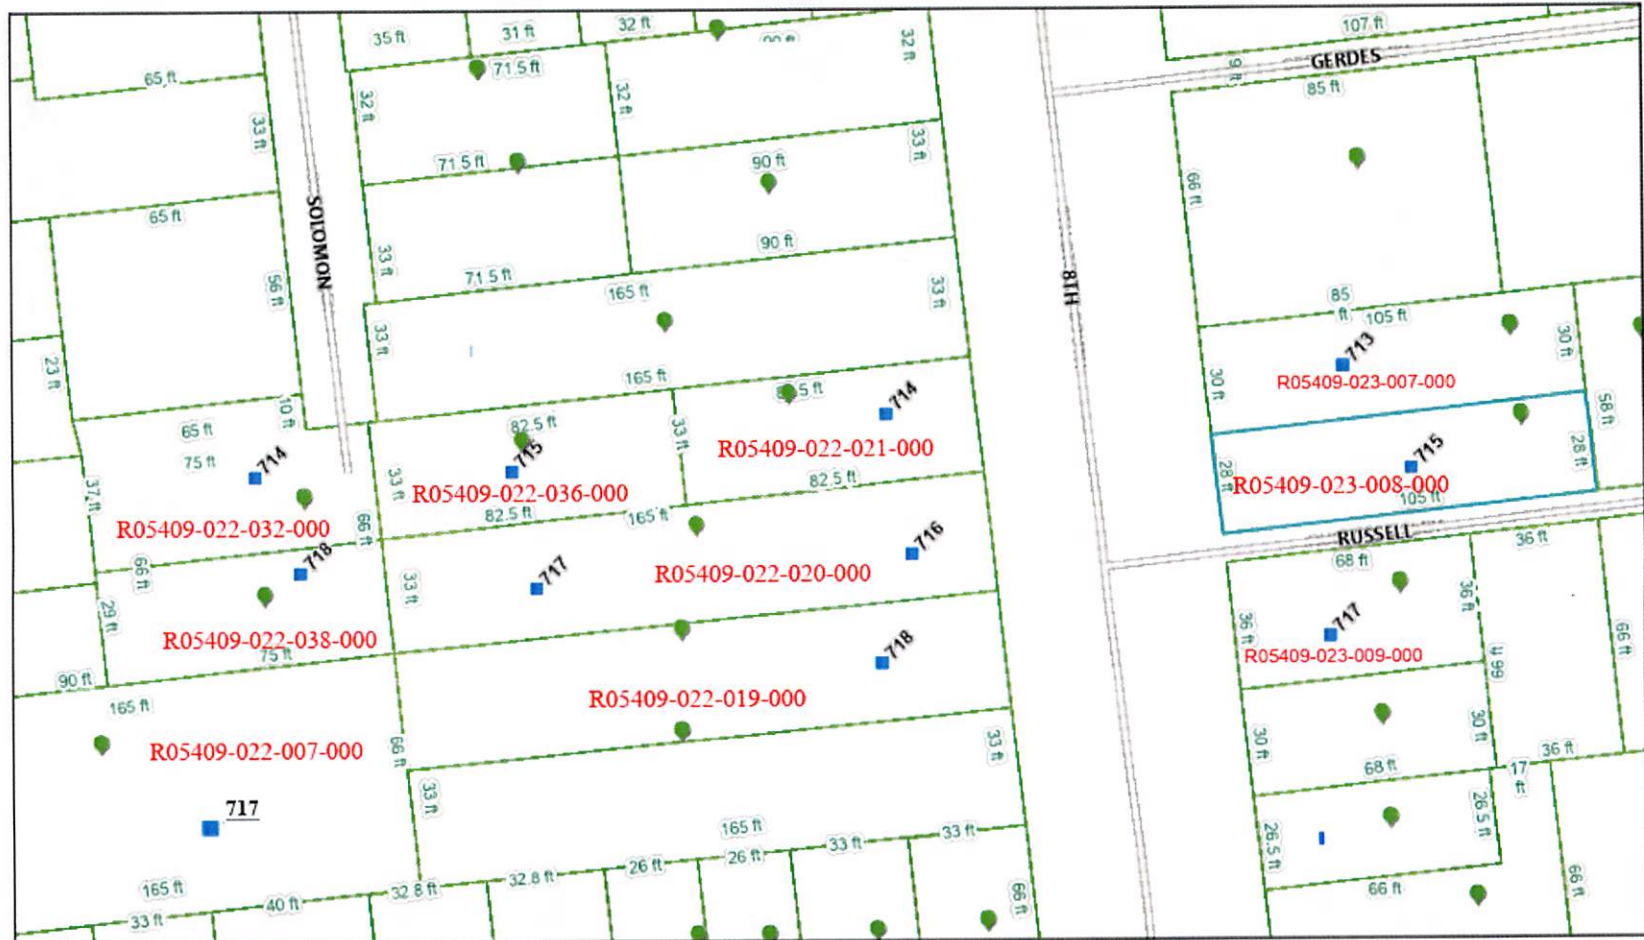 35 ft
31 ft
32 ft
32 ft
107 ft
GERDES
9 ft
85 ft
65 ft
71.5 ft
32 ft
32 ft
33 ft
33 ft
71.5 ft
90 ft
66 ft
65 ft
SOLOMON
90 ft
33 ft
71.5 ft
56 ft
165 ft
33 ft
8TH
85
ft
105 ft
33 ft
30 ft
713
R05409-023-007-000
23 ft
165 ft
30 ft
10 ft
714
58 ft
65 ft
82.5 ft
33 ft
R05409-022-021-000
75 ft
714
715
715
28 ft
28 ft
37 ft
33 ft
R05409-022-036-000
82.5 ft
R05409-023-008-000
105 ft
82.5 ft
165 ft
R05409-022-032-000
66 ft
RUSSELL
36 ft
718
716
68 ft
66 ft
717
R05409-022-020-000
33 ft
36 ft
29 ft
717
36 ft
66 ft
R05409-022-038-000
75 ft
718
R05409-023-009-000
66 ft
90 ft
165 ft
R05409-022-019-000
R05409-022-007-000
66 ft
33 ft
30 ft
30 ft
36 ft
68 ft
17
ft
33 ft
717
165 ft
33 ft
33 ft
26.5 ft
26.5 ft
26 ft
26 ft
32.8 ft
32.8 ft
165 ft
40 ft
33 ft
66 ft
66 ft
66 ft